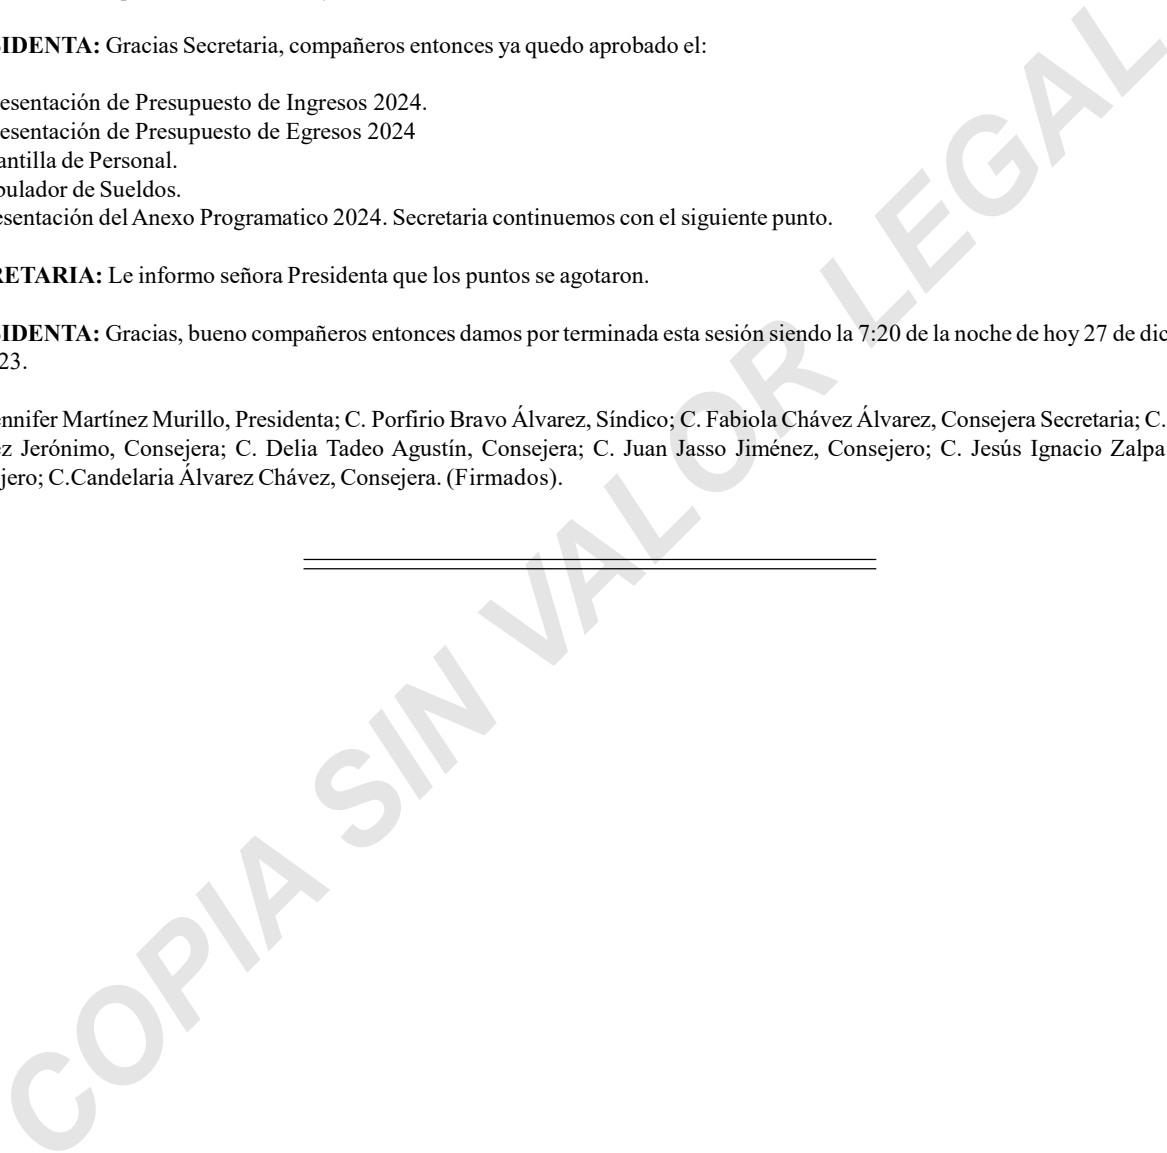 SIDENTA: Gracias Secretaria, compañeros entonces ya quedo aprobado el:
esentación de Presupuesto de Ingresos 2024.
esentación de Presupuesto de Egresos 2024
antilla de Personal.
bulador de Sueldos.
esentación del Anexo Programatico 2024. Secretaria continuemos con el siguiente punto.
RETARIA: Le informo señora Presidenta que los puntos se agotaron.
SIDENTA: Gracias, bueno compañeros entonces damos por terminada esta sesión siendo la 7:20 de la noche de hoy 27 de dic
23.
ennifer Martínez Murillo, Presidenta; C. Porfirio Bravo Álvarez, Síndico; C. Fabiola Chávez Álvarez, Consejera Secretaria; C.
ez Jerónimo, Consejera; C. Delia Tadeo Agustín, Consejera; C. Juan Jasso Jiménez, Consejero; C. Jesús Ignacio Zalpa
jero; C.Candelaria Álvarez Chávez, Consejera. (Firmados).
COPIA SIN VALOR LEGAL